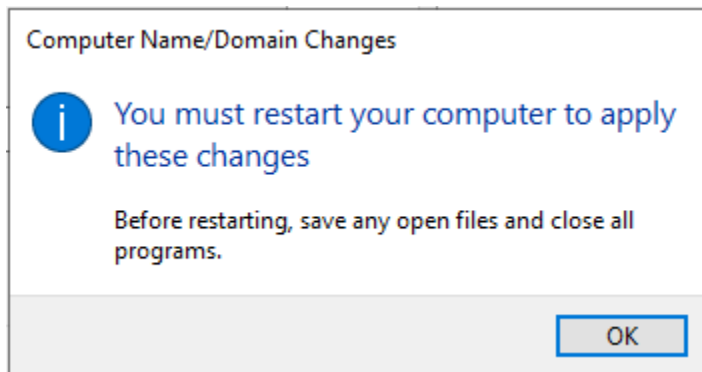 Computer Name/Domain Changes
You must restart your computer to apply
these changes
Before restarting, save any open files and close all
programs.
OK